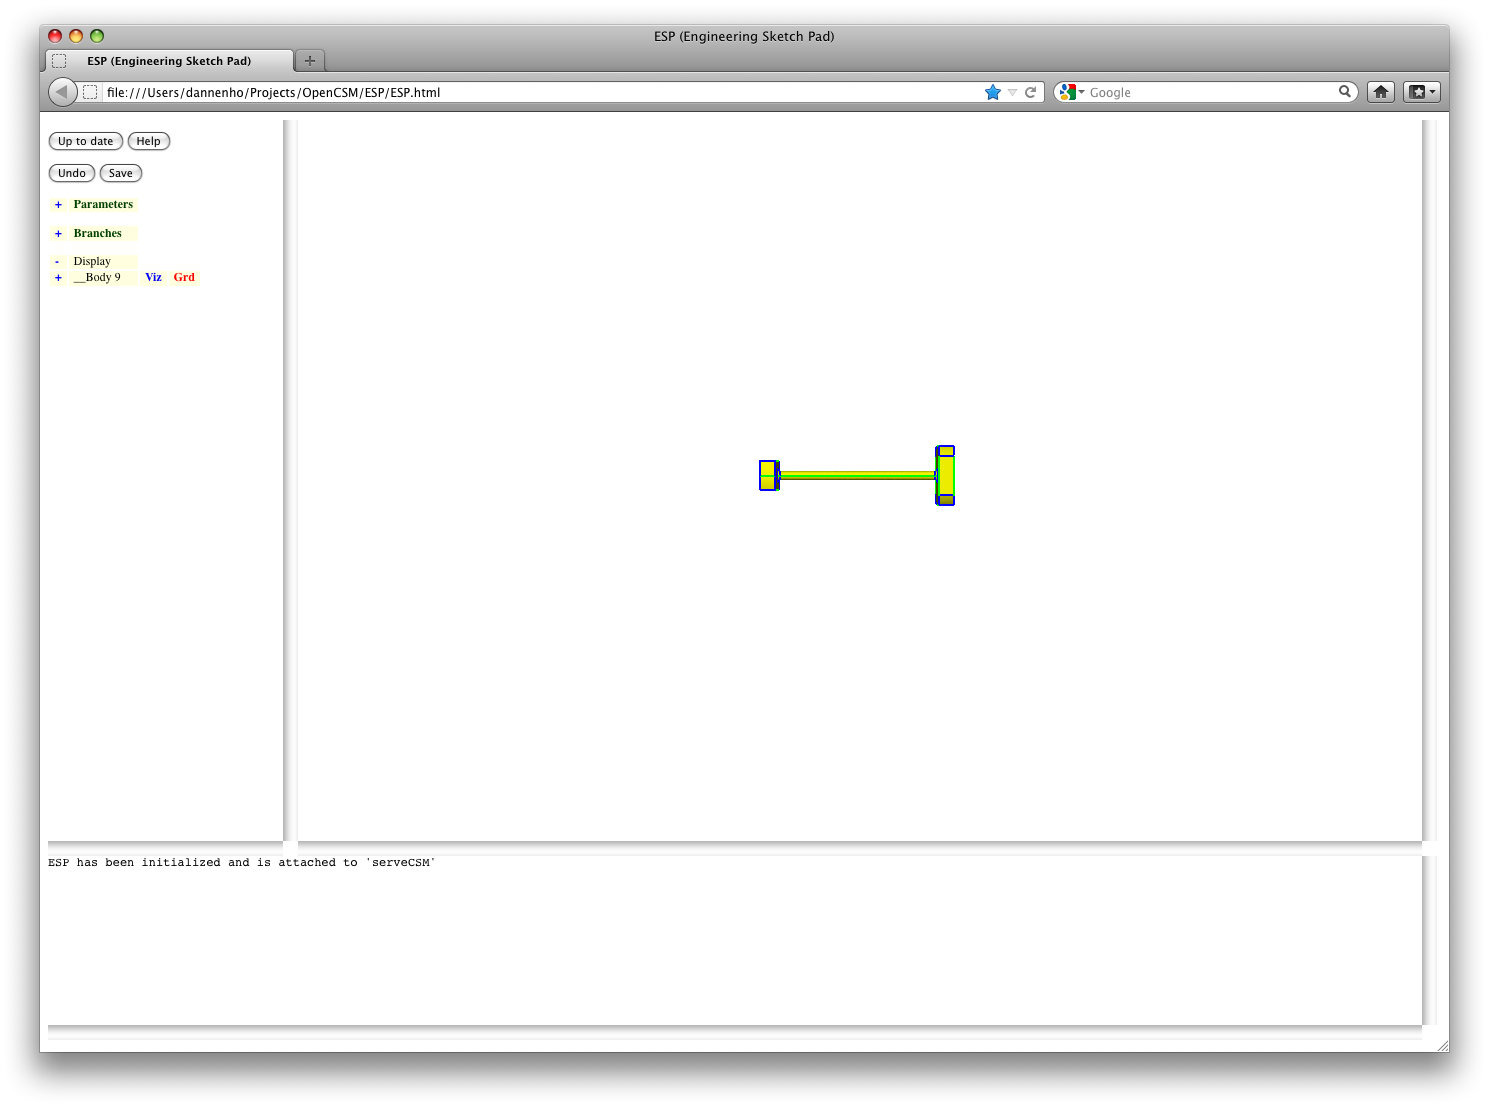 ESP (Engineering Sketch Pad)
ESP (Engineering Sketch Pad) +
file:///Users/dannenho/Projects/OpenCSM/ESP/ESP.html Google
Up to date Help
Undo Save
+ Parameters
+ Branches
- Display
+ __Body 9 Viz Grd
ESP has been initialized and is attached to 'serveCSM'